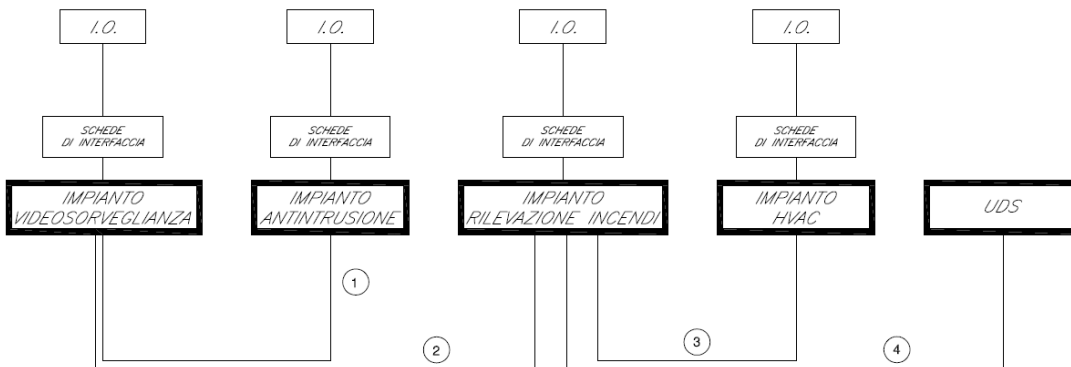 I.O.
I.O.
I.O.
I.O.
SCHEDE
DI INTERFACCIA
SCHEDE
DI INTERFACCIA
SCHEDE
DI INTERFACCIA
SCHEDE
DI INTERFACCIA
IMPIANTO
VIDEOSORVEGLIANZA
IMPIANTO
ANTINTRUSIONE
IMPIANTO
RILEVAZIONE INCENDI
IMPIANTO
HVAC
UDS
1
2
3
4